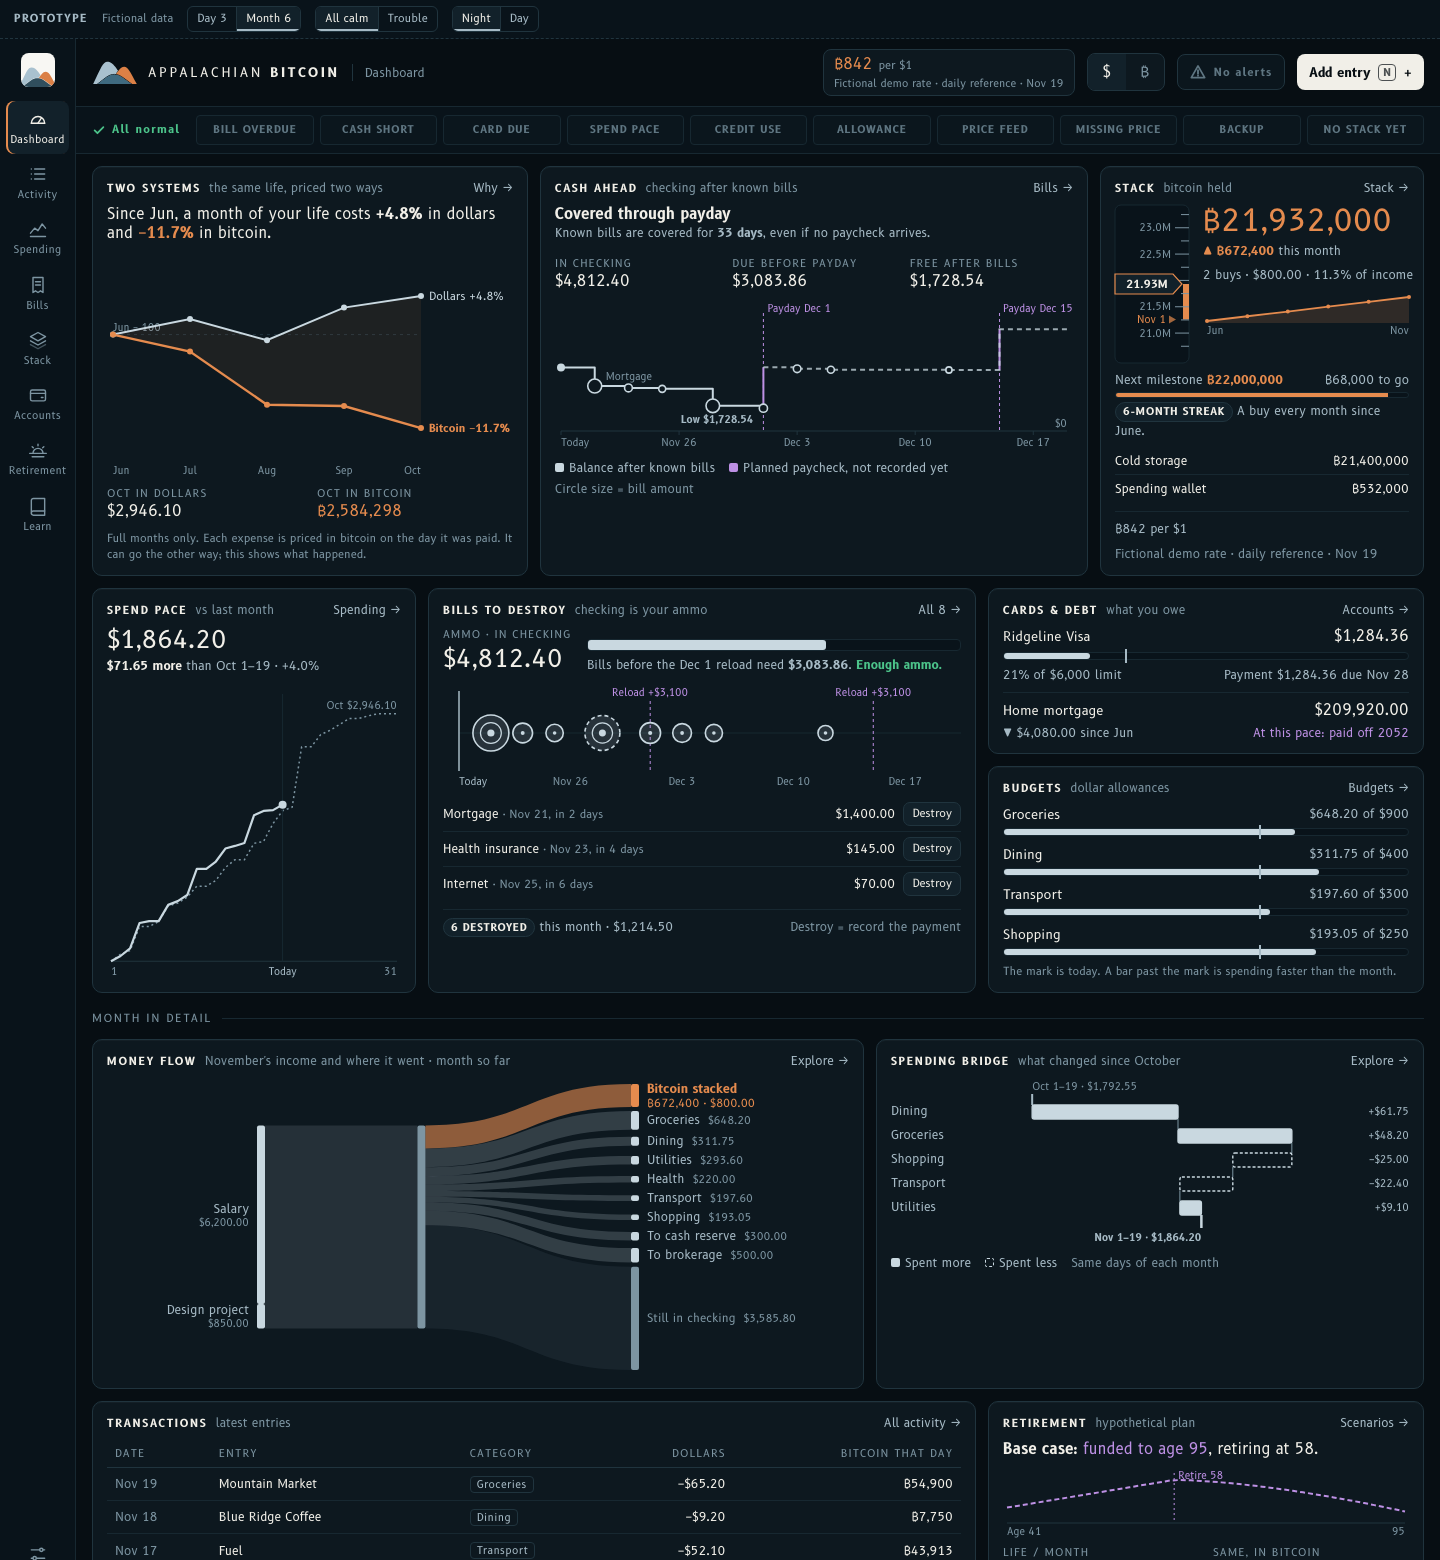 PROTOTYPE Fictional data Day 3 Month 6 All calm Trouble Night Day
APPALACHIAN BITCOIN Dashboard
₿842 per $1
Fictional demo rate · daily reference · Nov 19
$ ₿
No alerts
Add entry N +
Dashboard
Activity
Spending
Bills
Stack
Accounts
Retirement
Learn
All normal BILL OVERDUE CASH SHORT CARD DUE SPEND PACE CREDIT USE ALLOWANCE PRICE FEED MISSING PRICE BACKUP NO STACK YET
TWO SYSTEMS the same life, priced two ways Why →
Since Jun, a month of your life costs +4.8% in dollars
and −11.7% in bitcoin.
Jun = 100
Dollars +4.8%
Bitcoin −11.7%
Jun Jul Aug Sep Oct
OCT IN DOLLARS OCT IN BITCOIN
$2,946.10 ₿2,584,298
Full months only. Each expense is priced in bitcoin on the day it was paid. It
can go the other way; this shows what happened.
CASH AHEAD checking after known bills Bills →
Covered through payday
Known bills are covered for 33 days, even if no paycheck arrives.
IN CHECKING DUE BEFORE PAYDAY FREE AFTER BILLS
$4,812.40 $3,083.86 $1,728.54
Payday Dec 1 Payday Dec 15
Mortgage
Low $1,728.54
$0
Today Nov 26 Dec 3 Dec 10 Dec 17
Balance after known bills Planned paycheck, not recorded yet
Circle size = bill amount
STACK bitcoin held Stack →
23.0M
22.5M
21.93M
21.5M
Nov 1 ▶
21.0M
₿21,932,000
▲ ₿672,400 this month
2 buys · $800.00 · 11.3% of income
Jun Nov
Next milestone ₿22,000,000 ₿68,000 to go
6-MONTH STREAK A buy every month since
June.
Cold storage ₿21,400,000
Spending wallet ₿532,000
₿842 per $1
Fictional demo rate · daily reference · Nov 19
SPEND PACE vs last month Spending →
$1,864.20
$71.65 more than Oct 1–19 · +4.0%
Oct $2,946.10
1 Today 31
BILLS TO DESTROY checking is your ammo All 8 →
AMMO · IN CHECKING
$4,812.40
Bills before the Dec 1 reload need $3,083.86. Enough ammo.
Reload +$3,100 Reload +$3,100
Today Nov 26 Dec 3 Dec 10 Dec 17
Mortgage · Nov 21, in 2 days $1,400.00 Destroy
Health insurance · Nov 23, in 4 days $145.00 Destroy
Internet · Nov 25, in 6 days $70.00 Destroy
6 DESTROYED this month · $1,214.50 Destroy = record the payment
CARDS & DEBT what you owe Accounts →
Ridgeline Visa $1,284.36
21% of $6,000 limit Payment $1,284.36 due Nov 28
Home mortgage $209,920.00
▼ $4,080.00 since Jun At this pace: paid off 2052
BUDGETS dollar allowances Budgets →
Groceries $648.20 of $900
Dining $311.75 of $400
Transport $197.60 of $300
Shopping $193.05 of $250
The mark is today. A bar past the mark is spending faster than the month.
MONTH IN DETAIL
MONEY FLOW November's income and where it went · month so far Explore →
Salary
$6,200.00
Design project
$850.00
Bitcoin stacked
₿672,400 · $800.00
Groceries $648.20
Dining $311.75
Utilities $293.60
Health $220.00
Transport $197.60
Shopping $193.05
To cash reserve $300.00
To brokerage $500.00
Still in checking $3,585.80
SPENDING BRIDGE what changed since October Explore →
Oct 1–19 · $1,792.55
Dining +$61.75
Groceries +$48.20
Shopping −$25.00
Transport −$22.40
Utilities +$9.10
Nov 1–19 · $1,864.20
Spent more Spent less Same days of each month
TRANSACTIONS latest entries All activity →
DATE ENTRY CATEGORY DOLLARS BITCOIN THAT DAY
Nov 19 Mountain Market Groceries −$65.20 ₿54,900
Nov 18 Blue Ridge Coffee Dining −$9.20 ₿7,750
Nov 17 Fuel Transport −$52.10 ₿43,913
RETIREMENT hypothetical plan Scenarios →
Base case: funded to age 95, retiring at 58.
Retire 58
Age 41 95
LIFE / MONTH SAME, IN BITCOIN